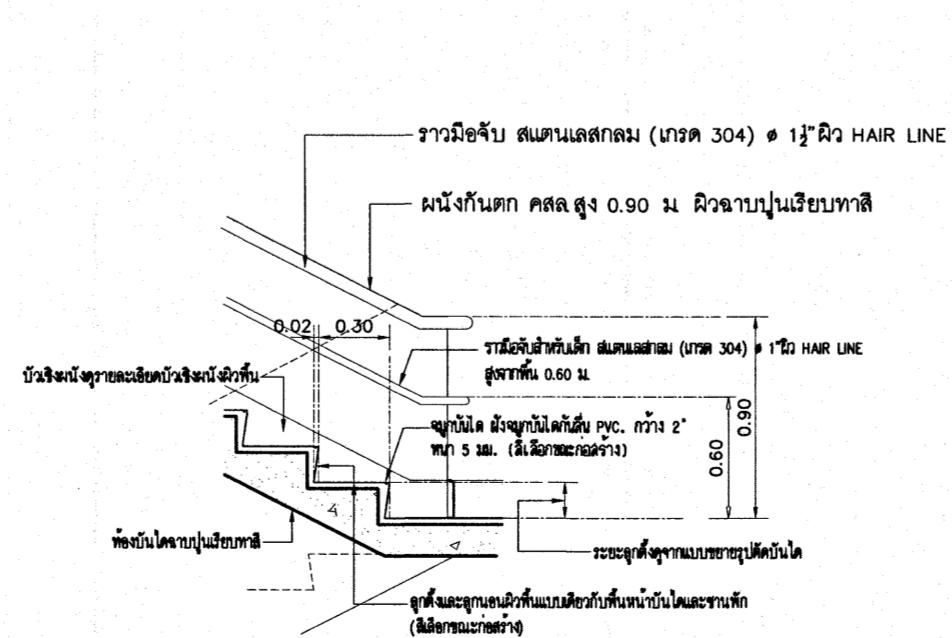 ราวมือจับ สแตนเลสกลม (เกรด 304) ø 1½" ผิว HAIR LINE
ผนังกันตก คสล.สูง 0.90 ม. ผิวฉาบปูนเรียบทาสี
0.02
0.30
ราวมือจับสำหรับเด็ก สแตนเลสกลม (เกรด 304) ø 1"ผิว HAIR LINE
สูงจากพื้น 0.60 ม.
บัวเชิงผนังดูรายละเอียดบัวเชิงผนังผิวพื้น
จมูกบันได ฝังจมูกบันไดกันลื่น PVC. กว้าง 2"
หนา 5 มม. (สีเลือกขณะก่อสร้าง)
0.60
0.90
ท้องบันไดฉาบปูนเรียบทาสี
ระยะลูกตั้งดูจากแบบขยายรูปตัดบันได
ลูกตั้งและลูกนอนผิวพื้นแบบเดียวกับพื้นหน้าบันไดและชานพัก
(สีเลือกขณะก่อสร้าง)